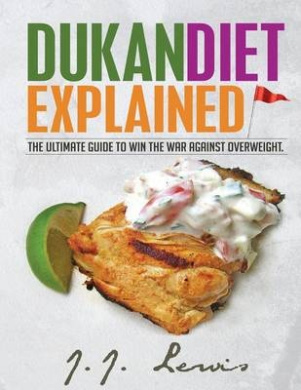 DUKANDIET
EXPLAINED
THE ULTIMATE GUIDE TO WIN THE WAR AGAINST OVERWEIGHT.
J.J. Lewis